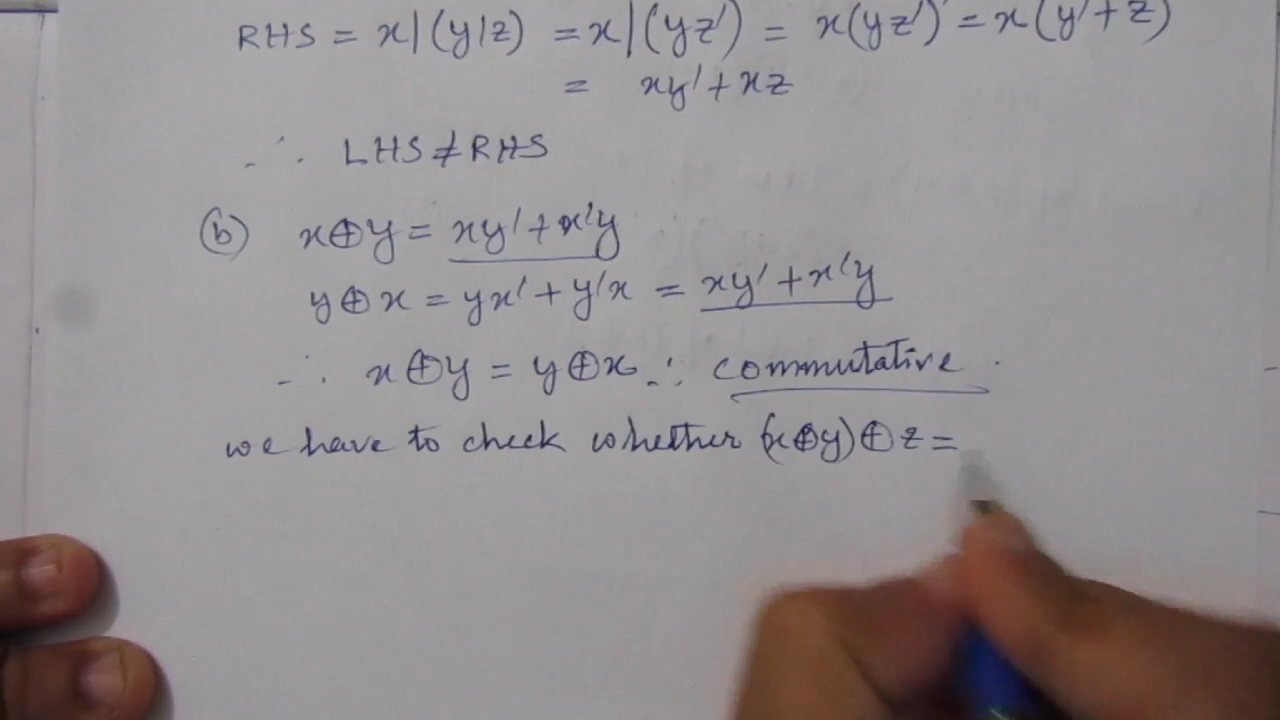 RHS = x|(y/z) = x|(yz') = x(yz')' = x(y'+z)
= xy'+xz
∴ LHS≠RHS
(b) x⊕y = xy'+x'y
y⊕x = yx'+y'x = xy'+x'y
∴ x⊕y = y⊕x ∴ commutative.
we have to check whether (x⊕y)⊕z =